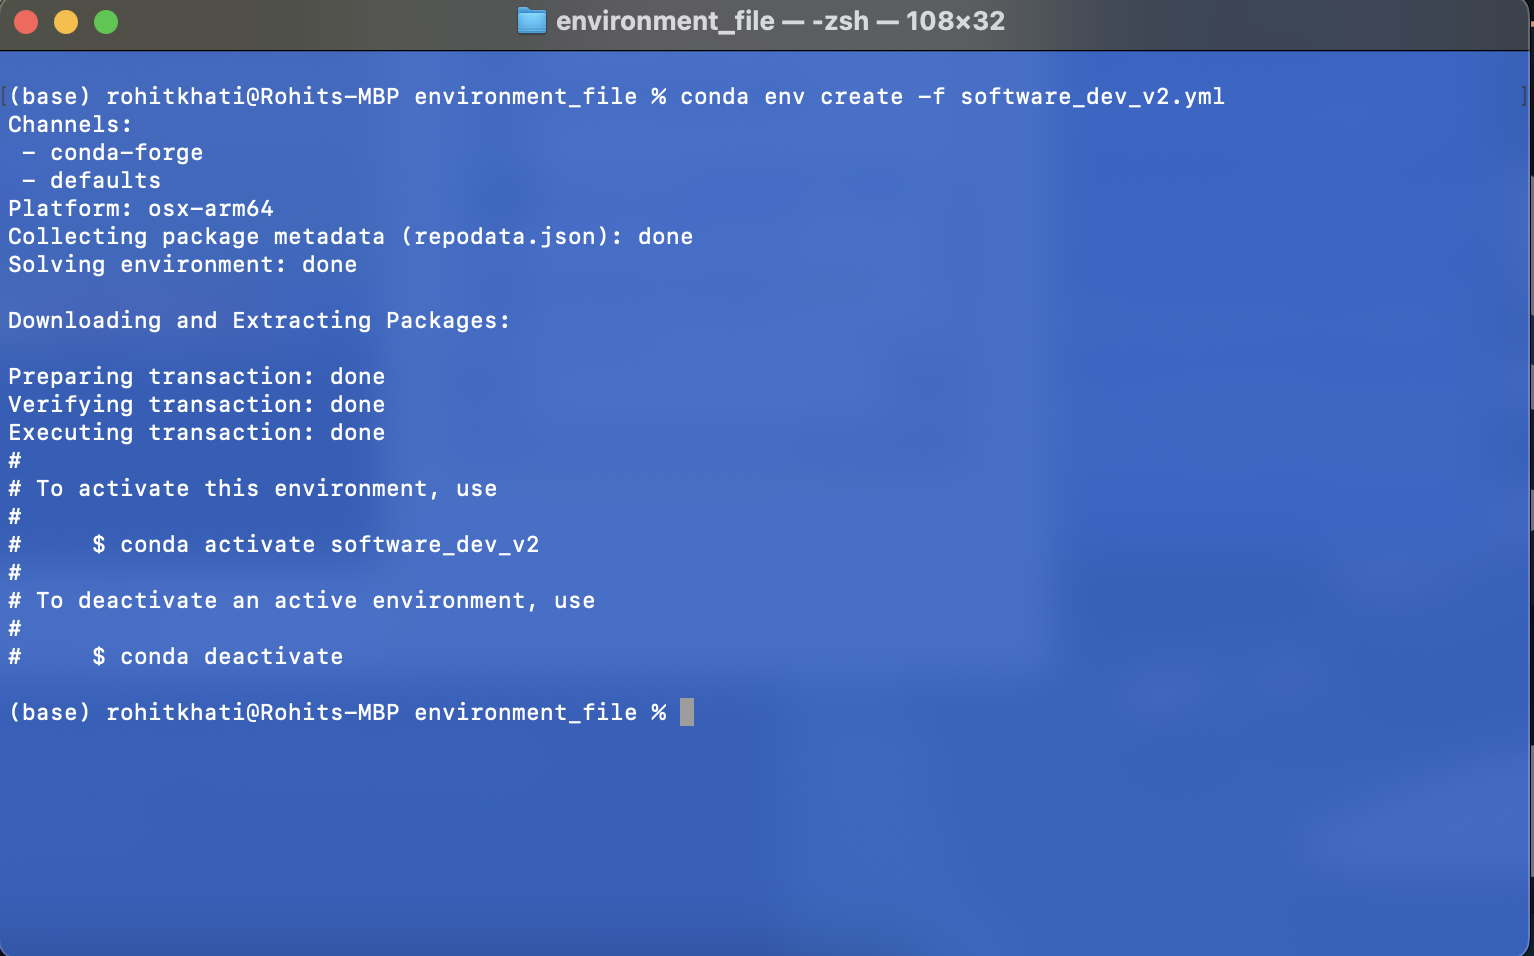 environment_file — -zsh — 108×32
(base) rohitkhati@Rohits-MBP environment_file % conda env create -f software_dev_v2.yml
Channels:
 - conda-forge
 - defaults
Platform: osx-arm64
Collecting package metadata (repodata.json): done
Solving environment: done
Downloading and Extracting Packages:
Preparing transaction: done
Verifying transaction: done
Executing transaction: done
#
# To activate this environment, use
#
#     $ conda activate software_dev_v2
#
# To deactivate an active environment, use
#
#     $ conda deactivate
(base) rohitkhati@Rohits-MBP environment_file %